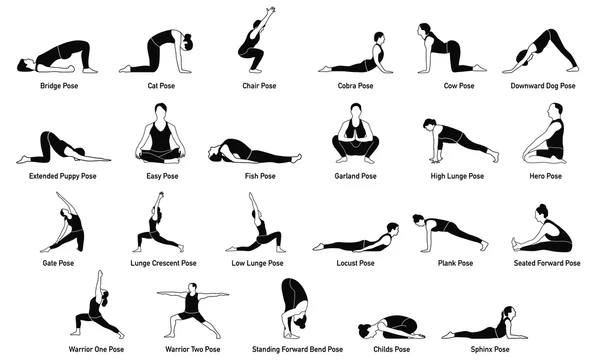 Bridge Pose
Cat Pose
Chair Pose
Cobra Pose
Cow Pose
Downward Dog Pose
Extended Puppy Pose
Easy Pose
Fish Pose
Garland Pose
High Lunge Pose
Hero Pose
Gate Pose
Lunge Crescent Pose
Low Lunge Pose
Locust Pose
Plank Pose
Seated Forward Pose
Warrior One Pose
Warrior Two Pose
Standing Forward Bend Pose
Childs Pose
Sphinx Pose